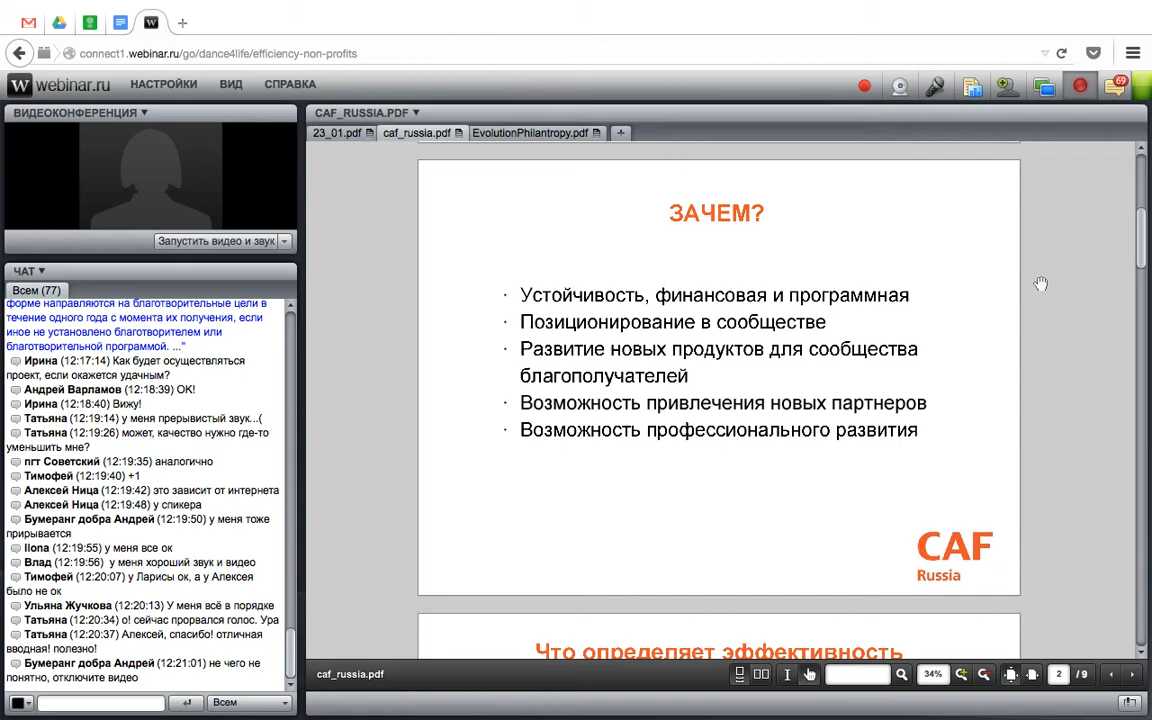 connect1.webinar.ru/go/dance4life/efficiency-non-profits
W webinar.ru НАСТРОЙКИ ВИД СПРАВКА 69
ВИДЕОКОНФЕРЕНЦИЯ
Запустить видео и звук
ЧАТ
Всем (77)
форме направляются на благотворительные цели в
течение одного года с момента их получения, если
иное не установлено благотворителем или
благотворительной программой. ..."
Ирина (12:17:14) Как будет осуществляться
проект, если окажется удачным?
Андрей Варламов (12:18:39) ОК!
Ирина (12:18:40) Вижу!
Татьяна (12:19:14) у меня прерывистый звук...(
Татьяна (12:19:26) может, качество нужно где-то
уменьшить мне?
пгт Советский (12:19:35) аналогично
Тимофей (12:19:40) +1
Алексей Ница (12:19:42) это зависит от интернета
Алексей Ница (12:19:48) у спикера
Бумеранг добра Андрей (12:19:50) у меня тоже
прирывается
Ilona (12:19:55) у меня все ок
Влад (12:19:56) у меня хороший звук и видео
Тимофей (12:20:07) у Ларисы ок, а у Алексея
было не ок
Ульяна Жучкова (12:20:13) У меня всё в порядке
Татьяна (12:20:34) о! сейчас прорвался голос. Ура
Татьяна (12:20:37) Алексей, спасибо! отличная
вводная! полезно!
Бумеранг добра Андрей (12:21:01) не чего не
понятно, отключите видео
Всем
CAF_RUSSIA.PDF
23_01.pdf caf_russia.pdf EvolutionPhilantropy.pdf +
ЗАЧЕМ?
· Устойчивость, финансовая и программная
· Позиционирование в сообществе
· Развитие новых продуктов для сообщества
благополучателей
· Возможность привлечения новых партнеров
· Возможность профессионального развития
CAF
Russia
Что определяет эффективность
caf_russia.pdf 34% 2 / 9